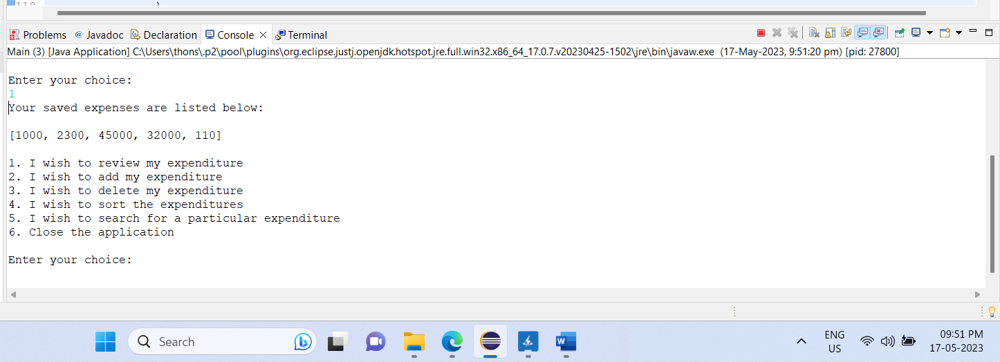 Problems @ Javadoc Declaration Console Terminal
Main (3) [Java Application] C:\Users\thons\.p2\pool\plugins\org.eclipse.justj.openjdk.hotspot.jre.full.win32.x86_64_17.0.7.v20230425-1502\jre\bin\javaw.exe (17-May-2023, 9:51:20 pm) [pid: 27800]
Enter your choice:
1
Your saved expenses are listed below:
[1000, 2300, 45000, 32000, 110]
1. I wish to review my expenditure
2. I wish to add my expenditure
3. I wish to delete my expenditure
4. I wish to sort the expenditures
5. I wish to search for a particular expenditure
6. Close the application
Enter your choice:
Search
ENG
US
09:51 PM
17-05-2023